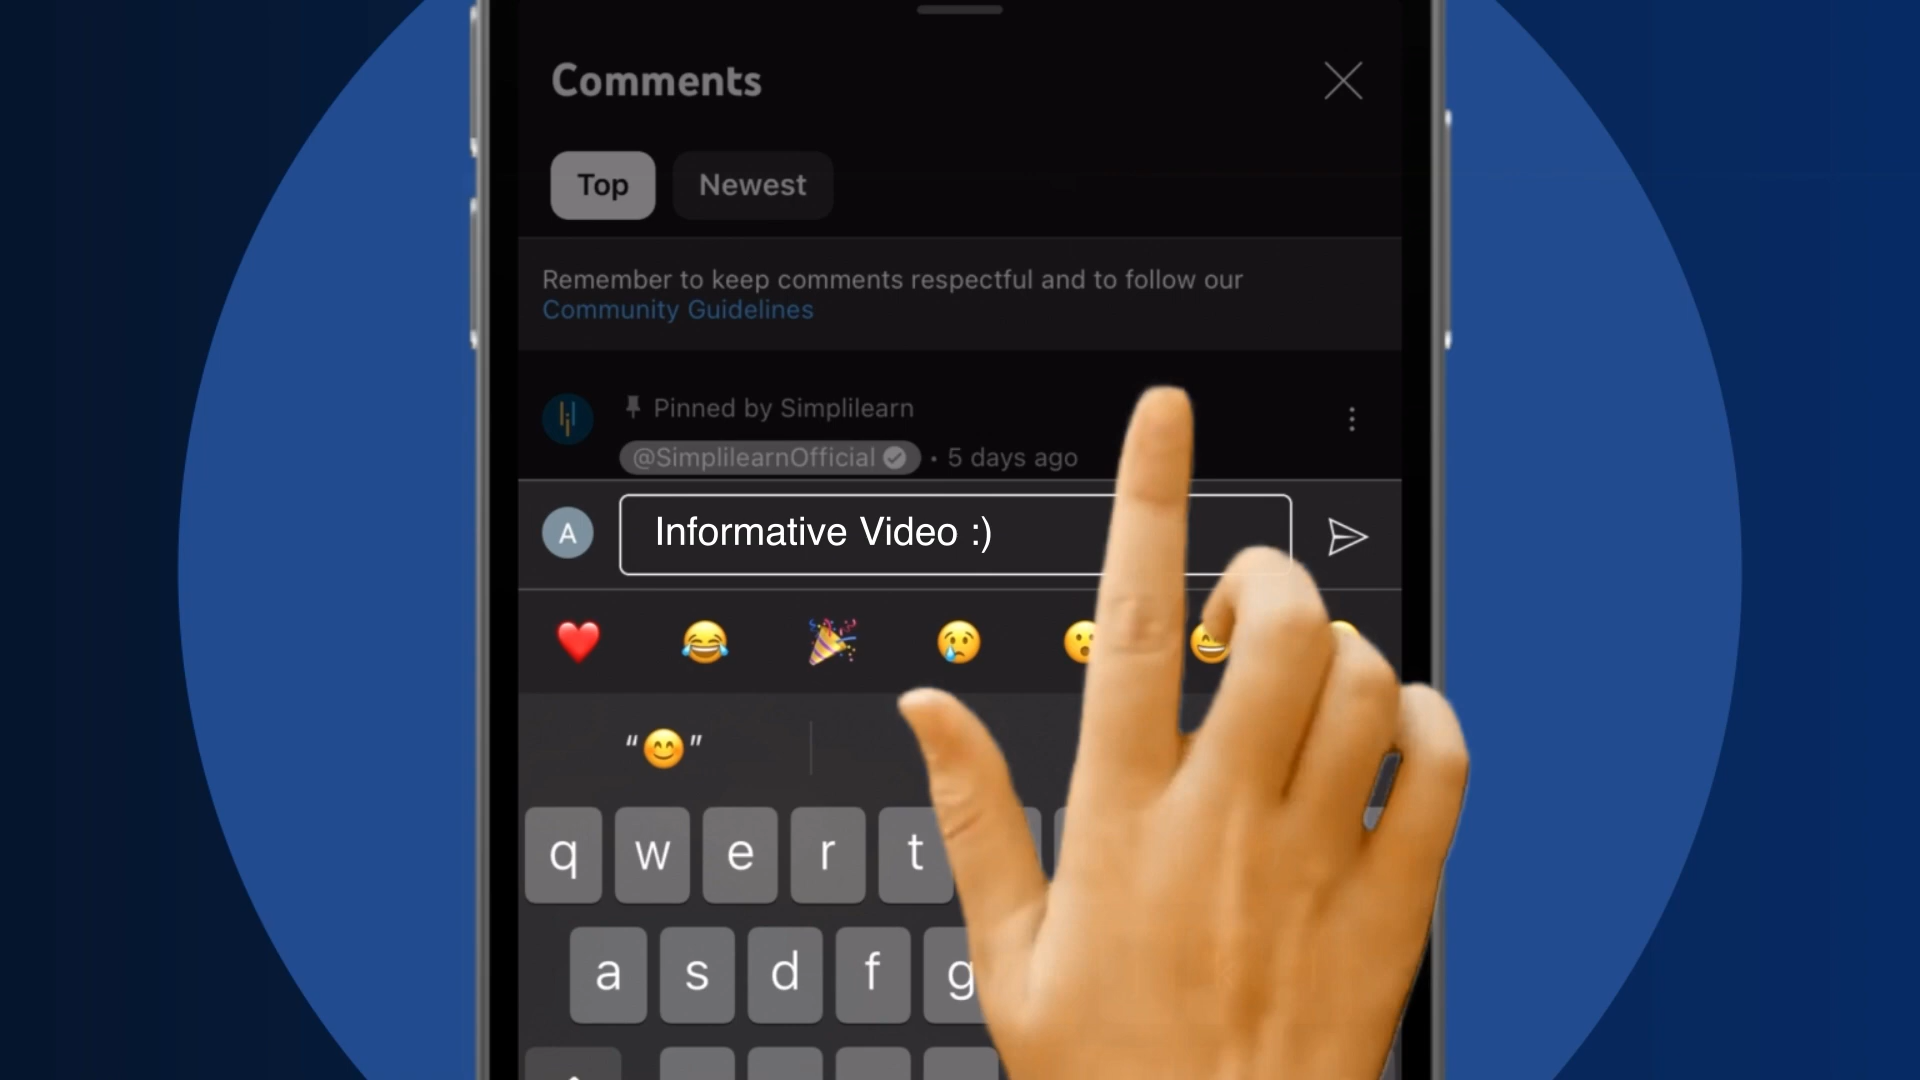 Comments
Top Newest
Remember to keep comments respectful and to follow our
Community Guidelines
Pinned by Simplilearn
@SimplilearnOfficial • 5 days ago
A Informative Video :)
“😊”
q w e r t
a s d f g